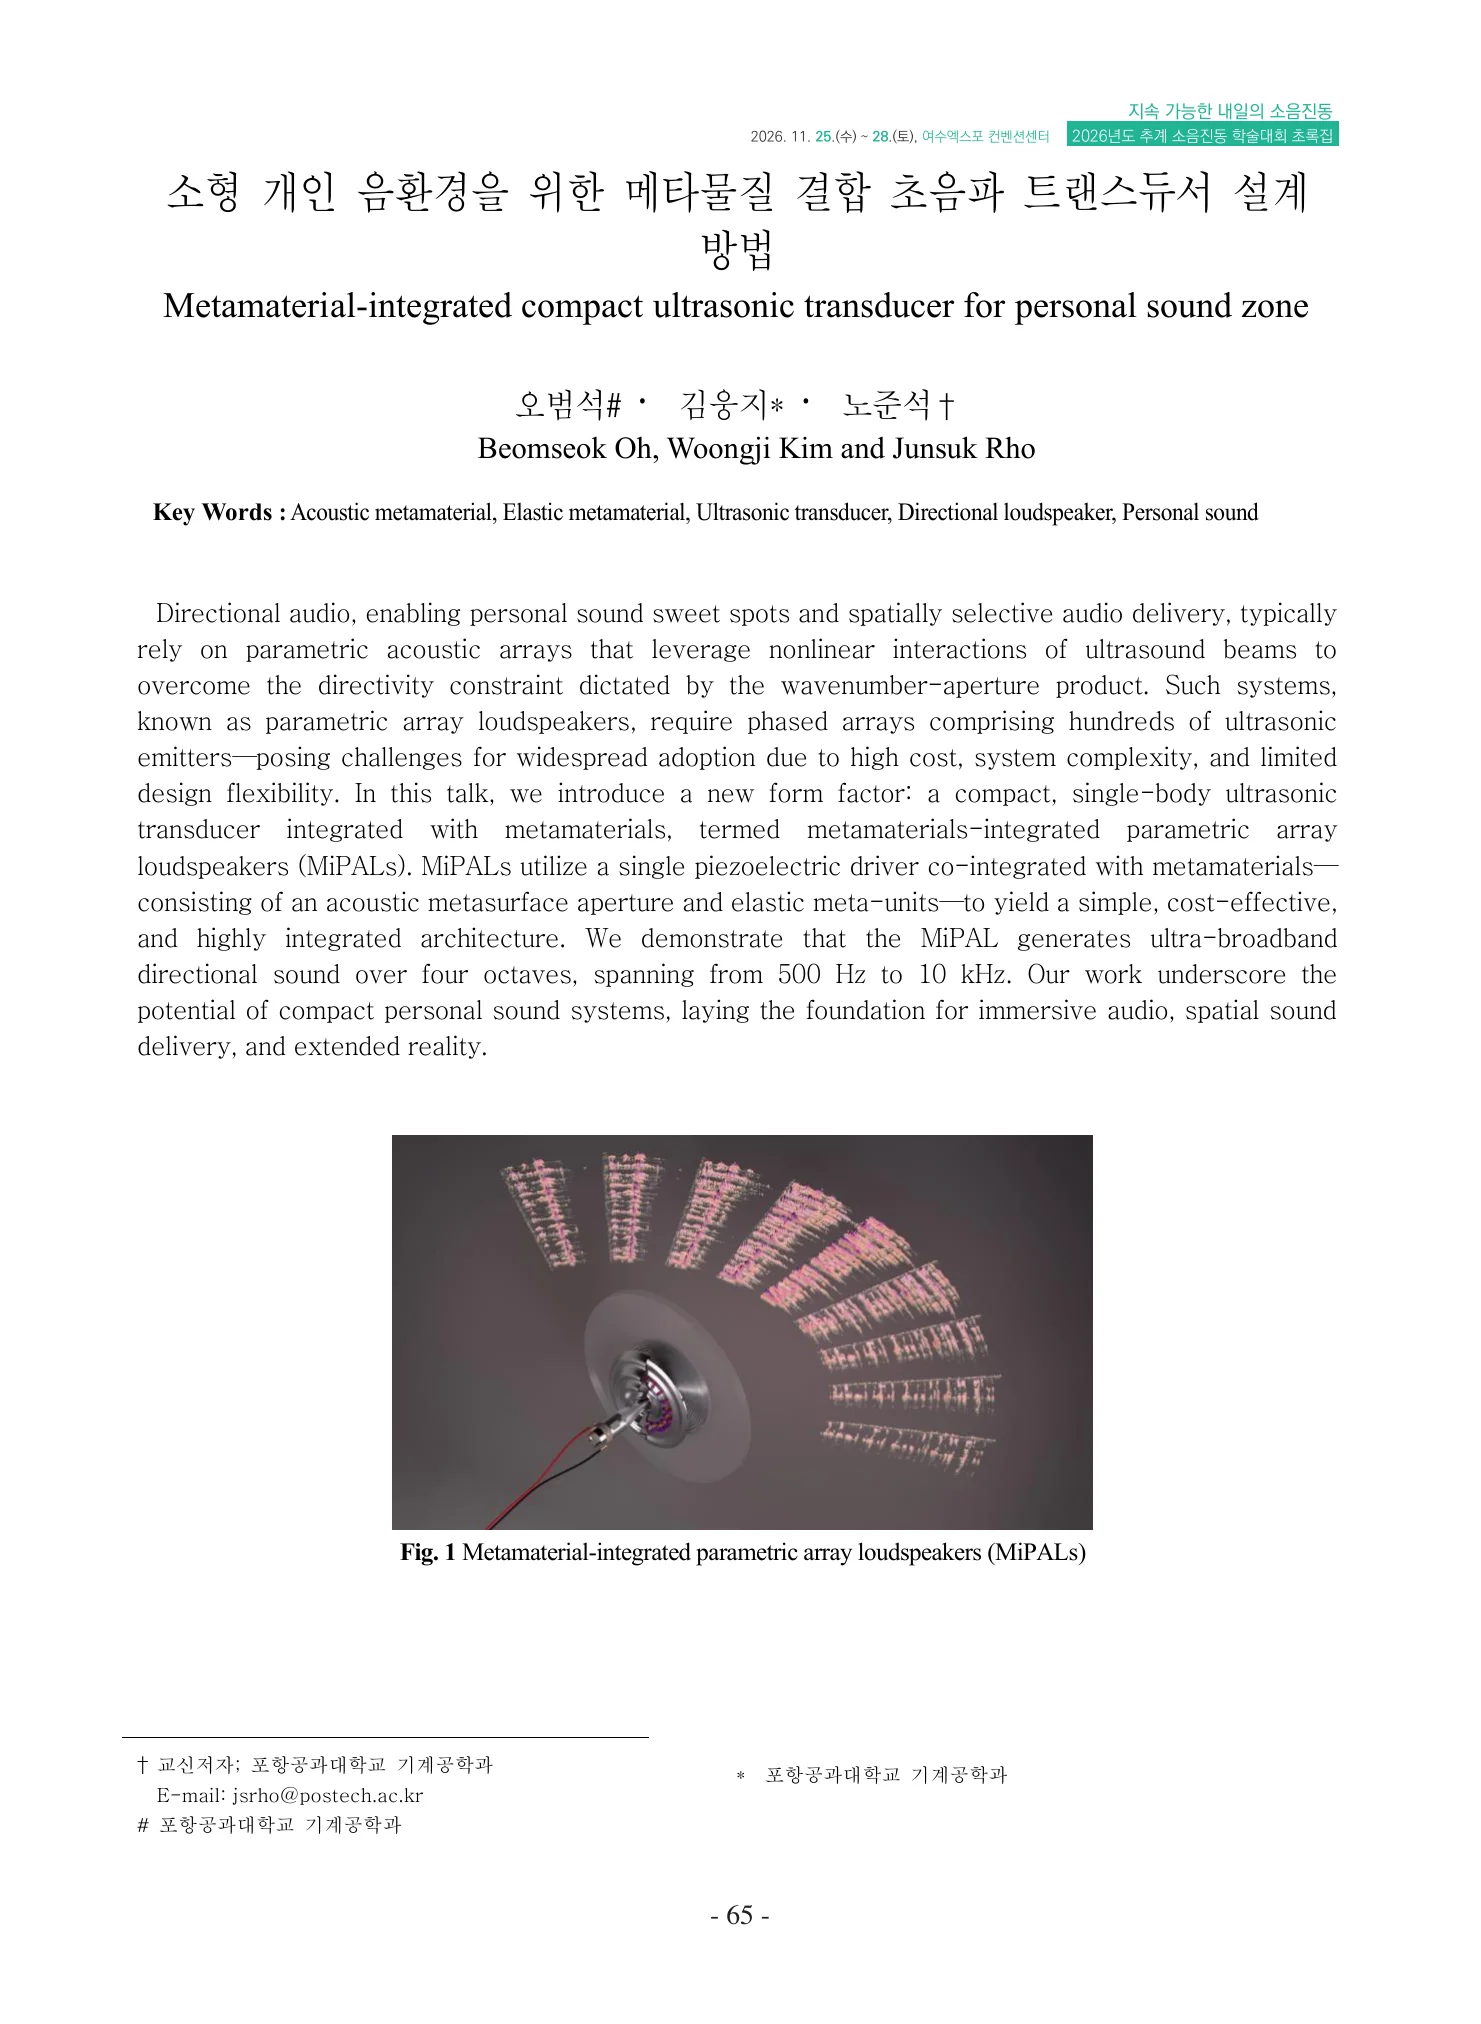 지속 가능한 내일의 소음진동
2026. 11. 25.(수) ~ 28.(토), 여수엑스포 컨벤션센터 2026년도 추계 소음진동 학술대회 초록집
소형 개인 음환경을 위한 메타물질 결합 초음파 트랜스듀서 설계
방법
Metamaterial-integrated compact ultrasonic transducer for personal sound zone
오범석# · 김웅지* · 노준석†
Beomseok Oh, Woongji Kim and Junsuk Rho
Key Words : Acoustic metamaterial, Elastic metamaterial, Ultrasonic transducer, Directional loudspeaker, Personal sound
Directional audio, enabling personal sound sweet spots and spatially selective audio delivery, typically
rely on parametric acoustic arrays that leverage nonlinear interactions of ultrasound beams to
overcome the directivity constraint dictated by the wavenumber-aperture product. Such systems,
known as parametric array loudspeakers, require phased arrays comprising hundreds of ultrasonic
emitters—posing challenges for widespread adoption due to high cost, system complexity, and limited
design flexibility. In this talk, we introduce a new form factor: a compact, single-body ultrasonic
transducer integrated with metamaterials, termed metamaterials-integrated parametric array
loudspeakers (MiPALs). MiPALs utilize a single piezoelectric driver co-integrated with metamaterials—
consisting of an acoustic metasurface aperture and elastic meta-units—to yield a simple, cost-effective,
and highly integrated architecture. We demonstrate that the MiPAL generates ultra-broadband
directional sound over four octaves, spanning from 500 Hz to 10 kHz. Our work underscore the
potential of compact personal sound systems, laying the foundation for immersive audio, spatial sound
delivery, and extended reality.
Fig. 1 Metamaterial-integrated parametric array loudspeakers (MiPALs)
† 교신저자; 포항공과대학교 기계공학과
E-mail: jsrho@postech.ac.kr
# 포항공과대학교 기계공학과
* 포항공과대학교 기계공학과
- 65 -